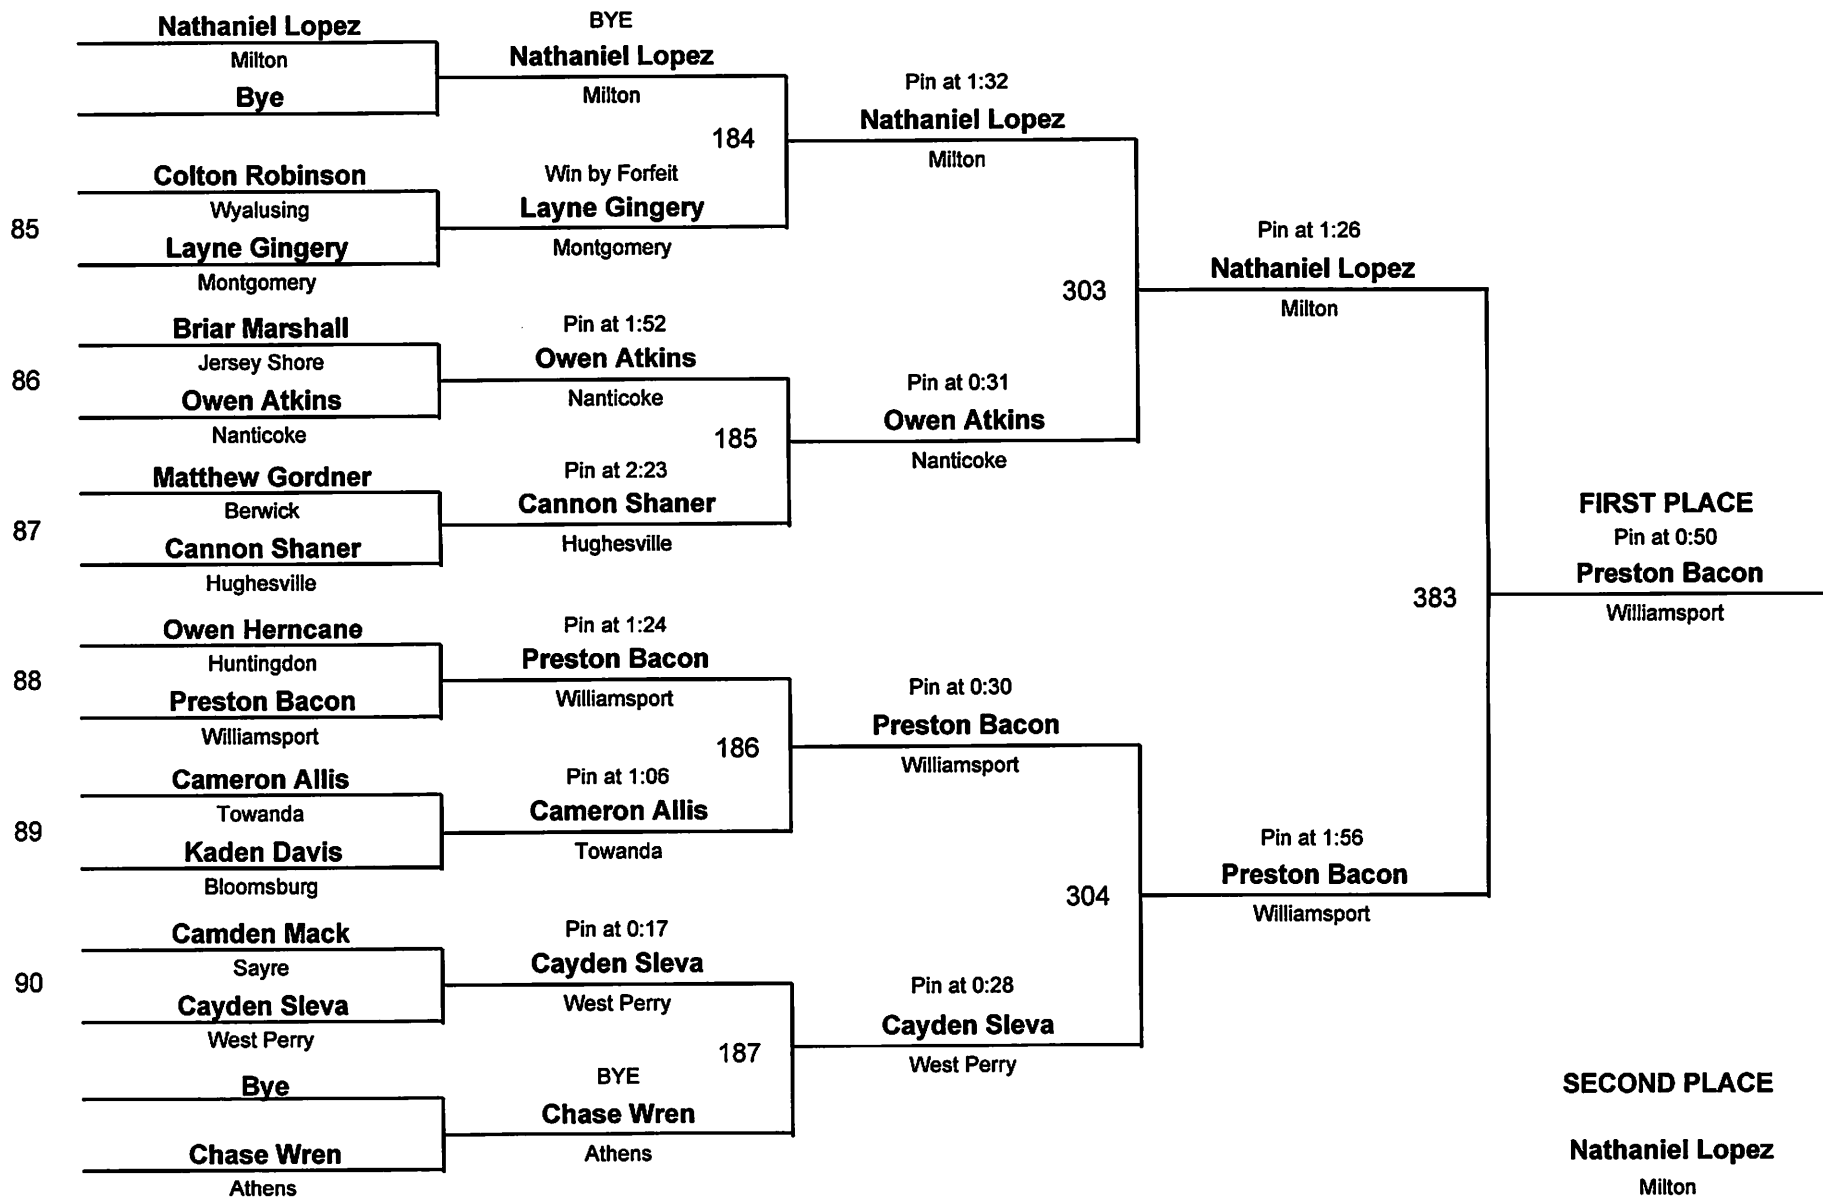 Nathaniel Lopez
Milton
Bye
85
Colton Robinson
Wyalusing
Layne Gingery
Montgomery
86
Briar Marshall
Jersey Shore
Owen Atkins
Nanticoke
87
Matthew Gordner
Berwick
Cannon Shaner
Hughesville
88
Owen Herncane
Huntingdon
Preston Bacon
Williamsport
89
Cameron Allis
Towanda
Kaden Davis
Bloomsburg
90
Camden Mack
Sayre
Cayden Sleva
West Perry
Bye
Chase Wren
Athens
BYE
Nathaniel Lopez
Milton
184
Win by Forfeit
Layne Gingery
Montgomery
Pin at 1:52
Owen Atkins
Nanticoke
185
Pin at 2:23
Cannon Shaner
Hughesville
Pin at 1:24
Preston Bacon
Williamsport
186
Pin at 1:06
Cameron Allis
Towanda
Pin at 0:17
Cayden Sleva
West Perry
187
BYE
Chase Wren
Athens
Pin at 1:32
Nathaniel Lopez
Milton
303
Pin at 0:31
Owen Atkins
Nanticoke
Pin at 0:30
Preston Bacon
Williamsport
304
Pin at 0:28
Cayden Sleva
West Perry
Pin at 1:26
Nathaniel Lopez
Milton
383
Pin at 1:56
Preston Bacon
Williamsport
FIRST PLACE
Pin at 0:50
Preston Bacon
Williamsport
SECOND PLACE
Nathaniel Lopez
Milton